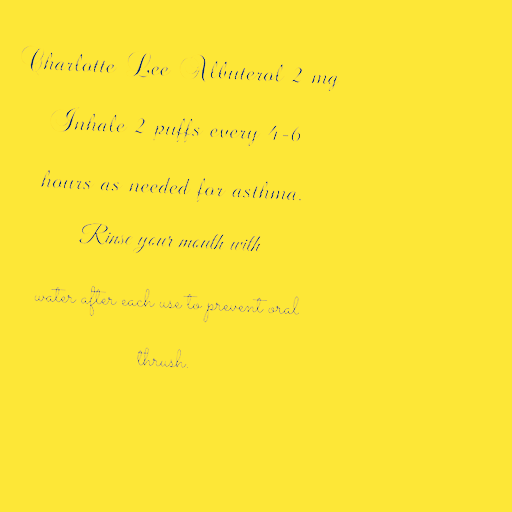 Charlotte Lee Albuterol 2 mg
Inhale 2 puffs every 4-6
hours as needed for asthma.
Rinse your mouth with
water after each use to prevent oral
thrush.